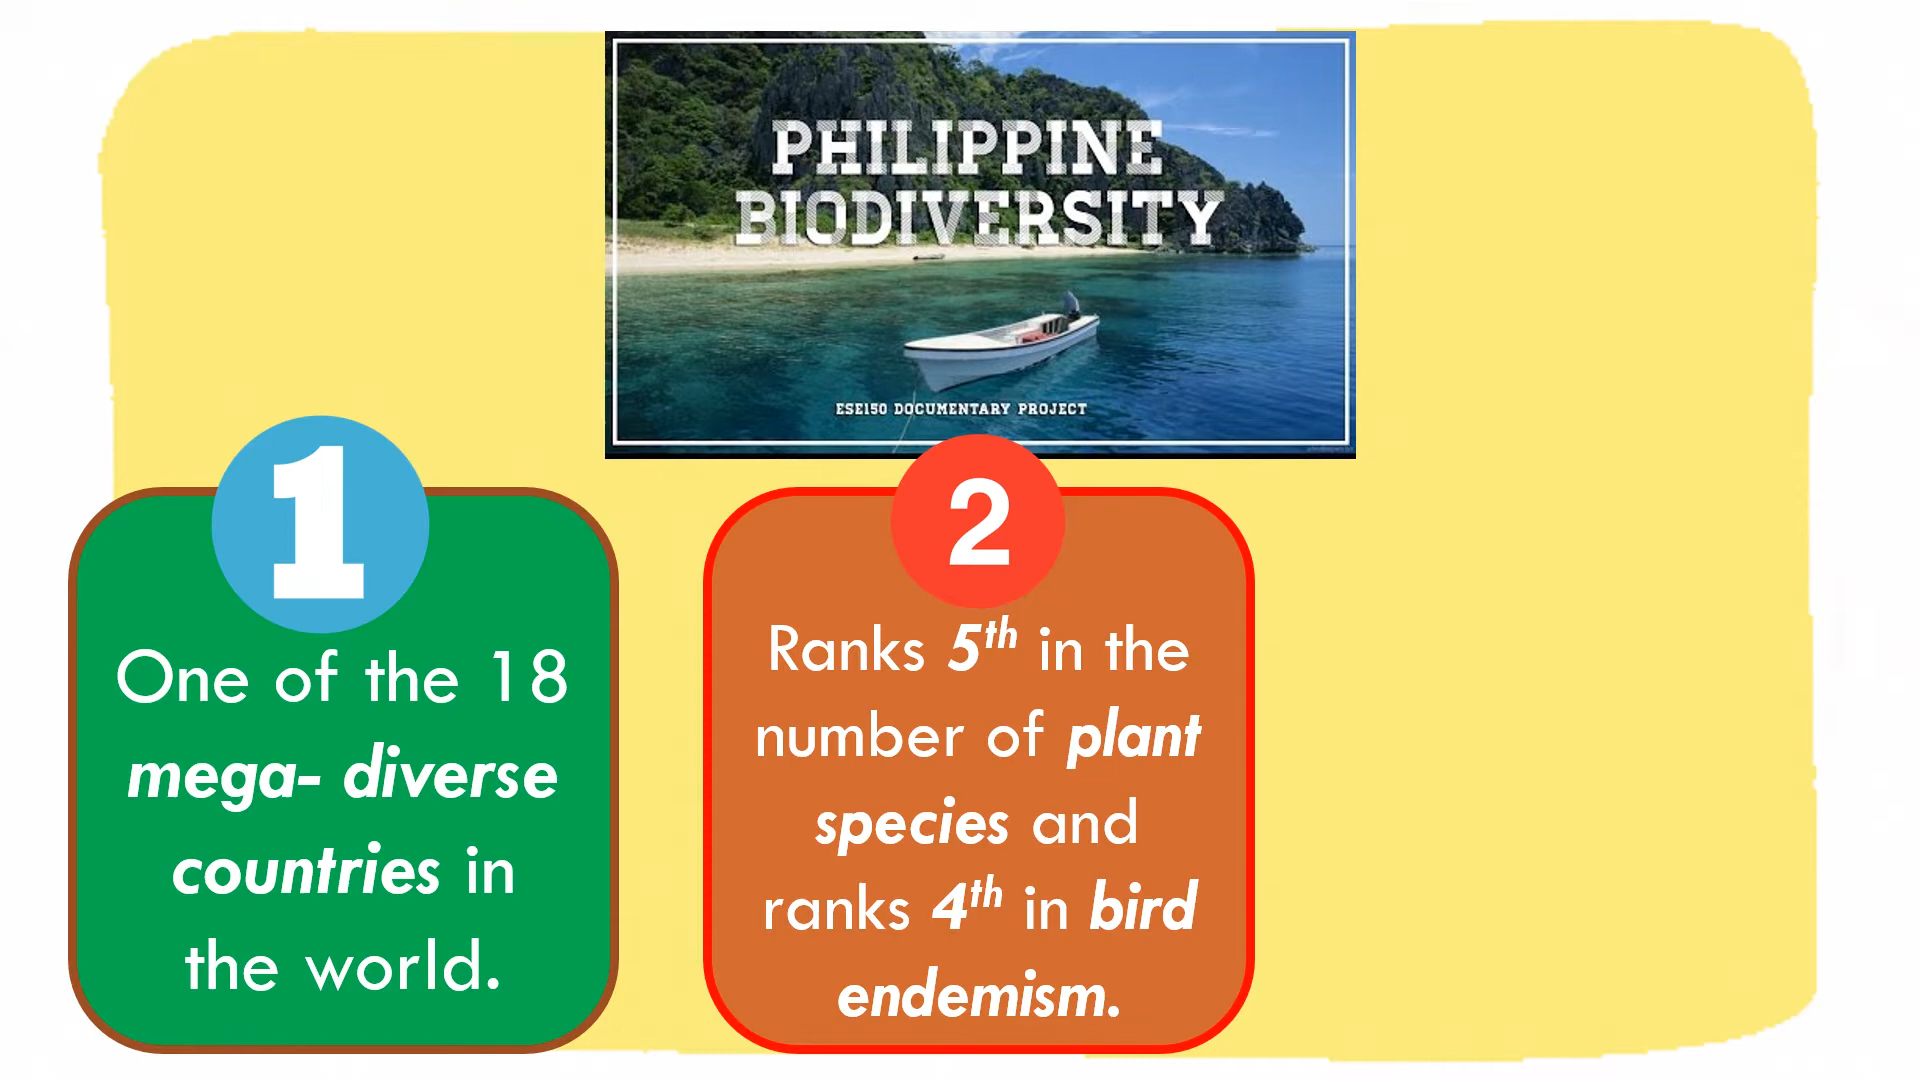 PHILIPPINE
BIODIVERSITY
ESE150 DOCUMENTARY PROJECT
1
One of the 18
mega- diverse
countries in
the world.
2
Ranks 5th in the
number of plant
species and
ranks 4th in bird
endemism.